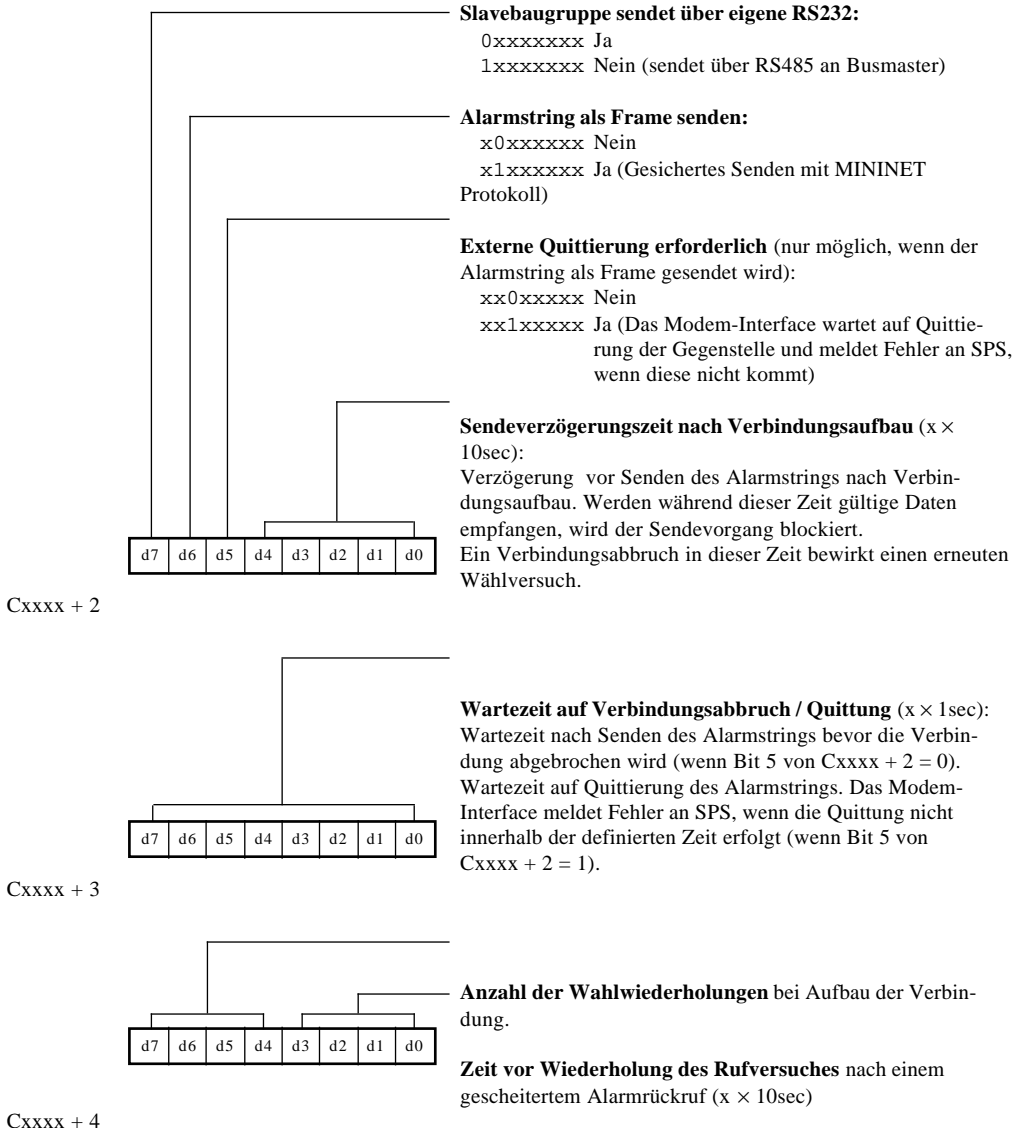 Slavebaugruppe sendet über eigene RS232:
0xxxxxxx Ja
1xxxxxxx Nein (sendet über RS485 an Busmaster)
Alarmstring als Frame senden:
x0xxxxxx Nein
x1xxxxxx Ja (Gesichertes Senden mit MININET
Protokoll)
Externe Quittierung erforderlich (nur möglich, wenn der
Alarmstring als Frame gesendet wird):
xx0xxxxx Nein
xx1xxxxx Ja (Das Modem-Interface wartet auf Quittie-
rung der Gegenstelle und meldet Fehler an SPS,
wenn diese nicht kommt)
Sendeverzögerungszeit nach Verbindungsaufbau (x ×
10sec):
Verzögerung vor Senden des Alarmstrings nach Verbin-
dungsaufbau. Werden während dieser Zeit gültige Daten
empfangen, wird der Sendevorgang blockiert.
Ein Verbindungsabbruch in dieser Zeit bewirkt einen erneuten
Wählversuch.
d7 d6 d5 d4 d3 d2 d1 d0
Cxxxx + 2
Wartezeit auf Verbindungsabbruch / Quittung (x × 1sec):
Wartezeit nach Senden des Alarmstrings bevor die Verbin-
dung abgebrochen wird (wenn Bit 5 von Cxxxx + 2 = 0).
Wartezeit auf Quittierung des Alarmstrings. Das Modem-
Interface meldet Fehler an SPS, wenn die Quittung nicht
innerhalb der definierten Zeit erfolgt (wenn Bit 5 von
Cxxxx + 2 = 1).
d7 d6 d5 d4 d3 d2 d1 d0
Cxxxx + 3
Anzahl der Wahlwiederholungen bei Aufbau der Verbin-
dung.
d7 d6 d5 d4 d3 d2 d1 d0
Zeit vor Wiederholung des Rufversuches nach einem
gescheitertem Alarmrückruf (x × 10sec)
Cxxxx + 4